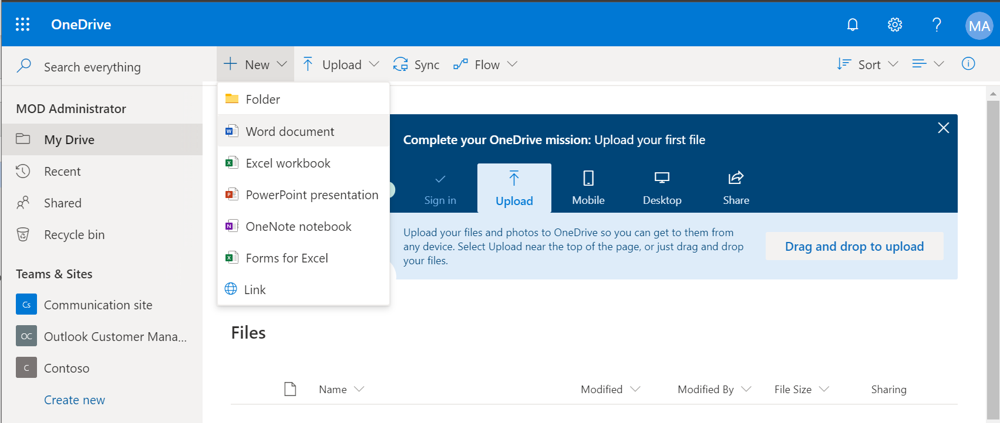 OneDrive
MA
Search everything
New
Upload
Sync
Flow
Sort
MOD Administrator
My Drive
Recent
Shared
Recycle bin
Teams & Sites
Cs
Communication site
OC
Outlook Customer Mana...
C
Contoso
Create new
Folder
Word document
Excel workbook
PowerPoint presentation
OneNote notebook
Forms for Excel
Link
Complete your OneDrive mission: Upload your first file
Sign in
Upload
Mobile
Desktop
Share
Upload your files and photos to OneDrive so you can get to them from
any device. Select Upload near the top of the page, or just drag and drop
your files.
Drag and drop to upload
Files
Name
Modified
Modified By
File Size
Sharing